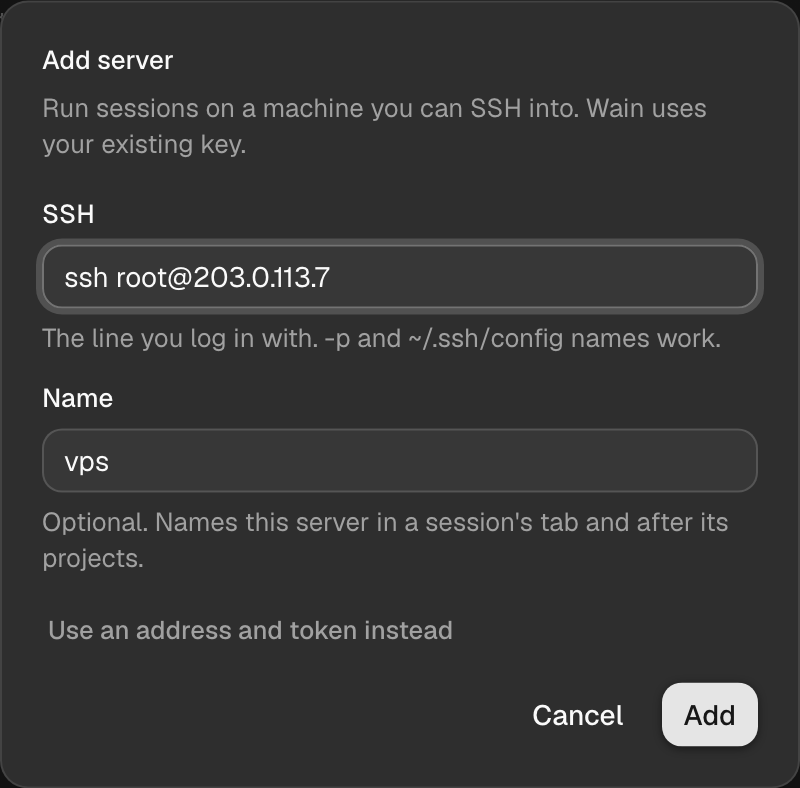 Add server
Run sessions on a machine you can SSH into. Wain uses
your existing key.
SSH
ssh root@203.0.113.7
The line you log in with. -p and ~/.ssh/config names work.
Name
vps
Optional. Names this server in a session's tab and after its
projects.
Use an address and token instead
Cancel Add